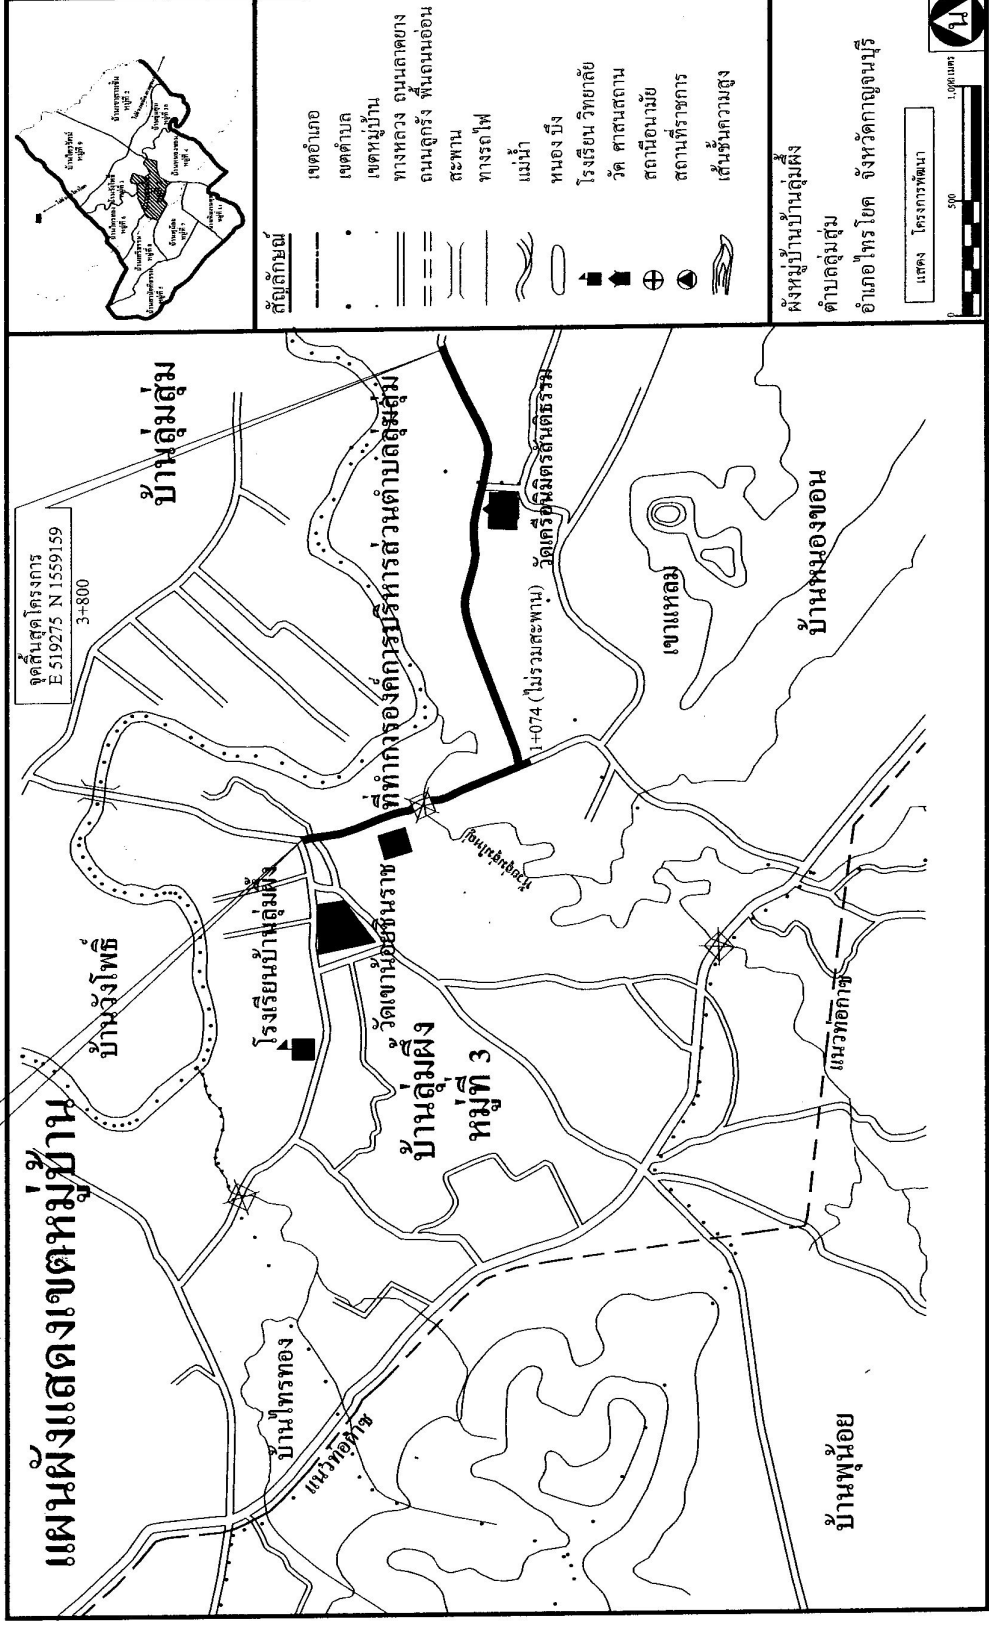 แผนผังแสดงเขตหมู่บ้าน
จุดสิ้นสุดโครงการ
E 519275 N 1559159
3+800
บ้านลุ่มสุ่ม
บ้านวังโพธิ์
โรงเรียนบ้านลุ่มผึ้ง
วัดเขาน้อยชินราช
ที่ทำการองค์การบริหารส่วนตำบลลุ่มสุ่ม
บ้านลุ่มผึ้ง
หมู่ที่ 3
1+074 (ไม่รวมสะพาน)
วัดเครือนิมิตรสันติธรรม
เขาแหลม
บ้านหนองขอน
บ้านไทรทอง
แนวท่อก๊าซ
แนวท่อก๊าซ
บ้านพุน้อย
สัญลักษณ์
เขตอำเภอ
เขตตำบล
เขตหมู่บ้าน
ทางหลวง ถนนลาดยาง
ถนนลูกรัง พื้นถนนอ่อน
สะพาน
ทางรถไฟ
แม่น้ำ
หนอง บึง
โรงเรียน วิทยาลัย
วัด ศาสนสถาน
สถานีอนามัย
สถานที่ราชการ
เส้นชั้นความสูง
ผังหมู่บ้านบ้านลุ่มผึ้ง
ตำบลลุ่มสุ่ม
อำเภอไทรโยค จังหวัดกาญจนบุรี
แสดง โครงการพัฒนา
0 500 1,000 เมตร
น